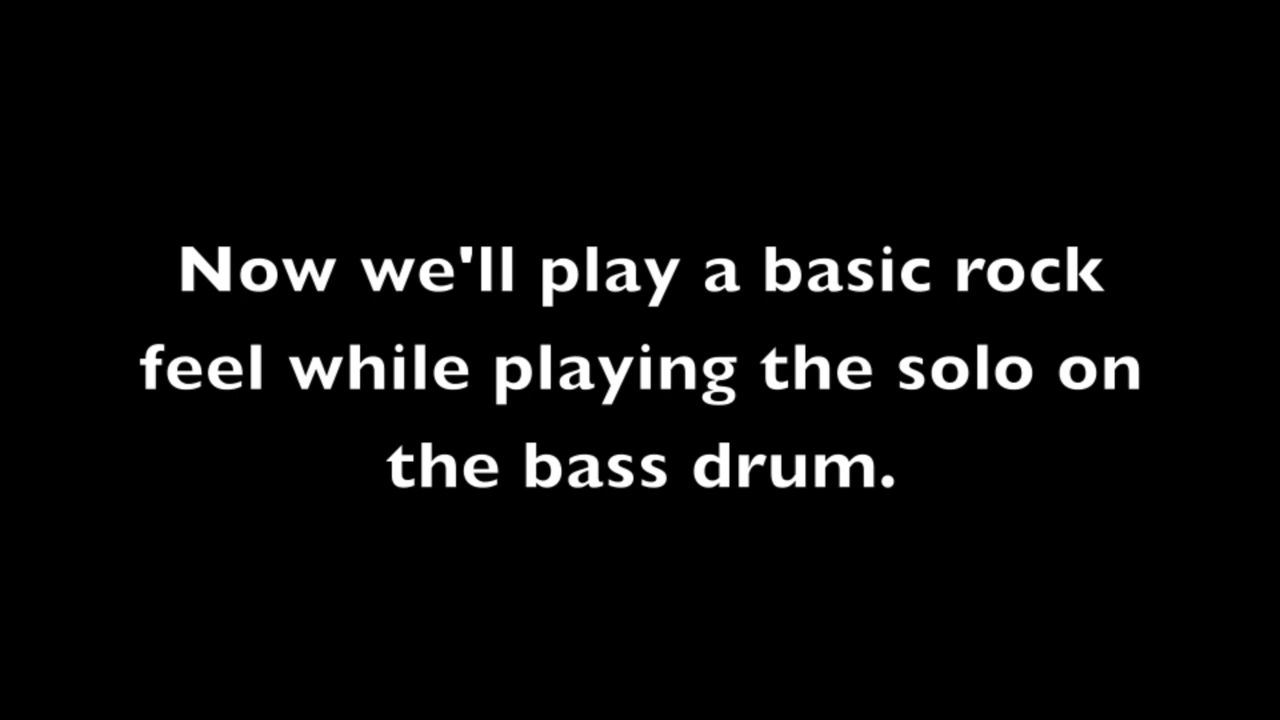 Now we'll play a basic rock
feel while playing the solo on
the bass drum.